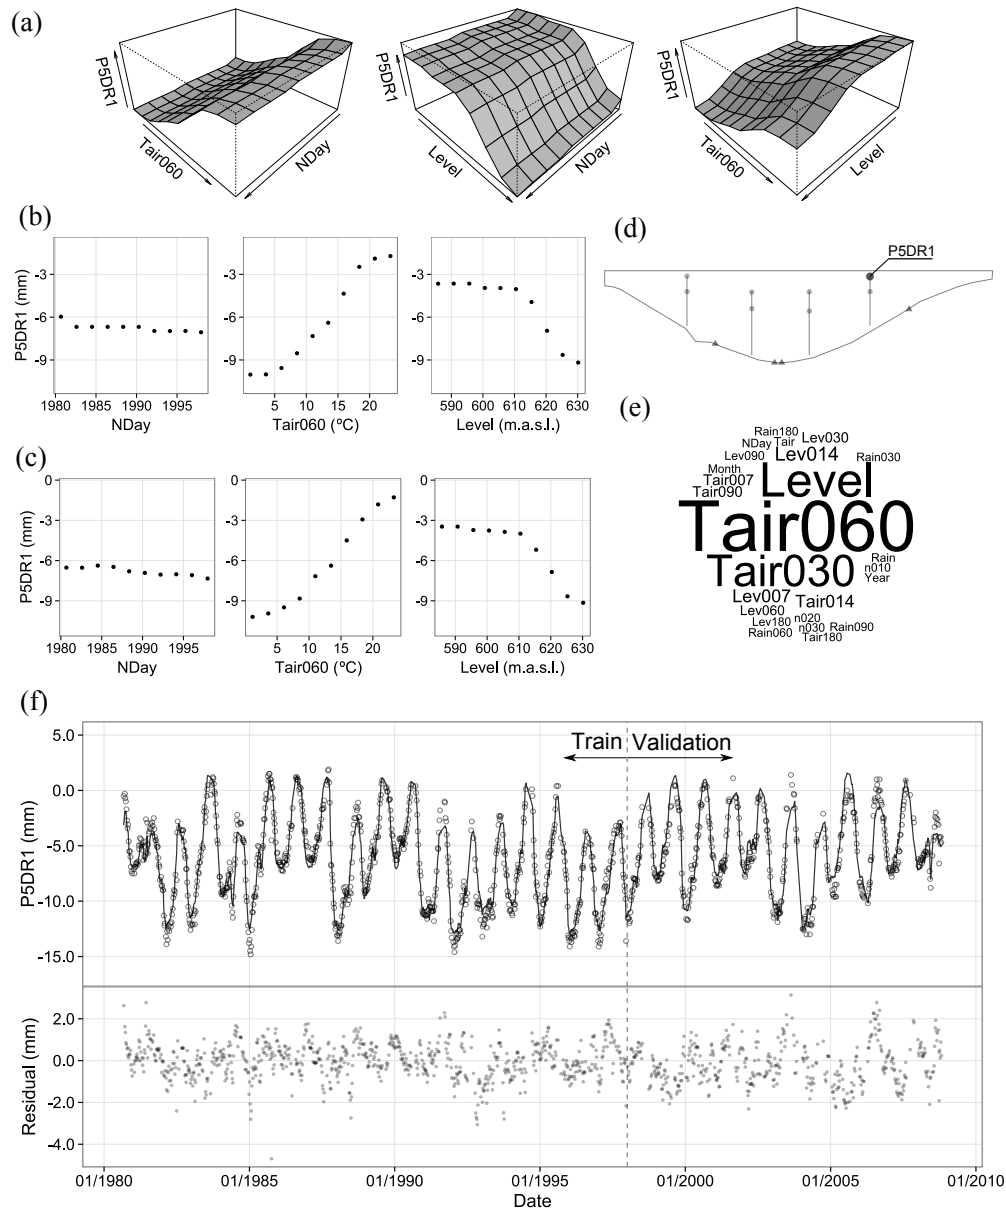 (a)
P5DR1
Tair060
NDay
P5DR1
Level
NDay
P5DR1
Tair060
Level
(b)
P5DR1 (mm)
-3
-6
-9
1980 1985 1990 1995
NDay
-3
-6
-9
5 10 15 20
Tair060 (ºC)
-3
-6
-9
590 600 610 620 630
Level (m.a.s.l.)
(c)
P5DR1 (mm)
0
-3
-6
-9
1980 1985 1990 1995
NDay
0
-3
-6
-9
5 10 15 20
Tair060 (ºC)
0
-3
-6
-9
590 600 610 620 630
Level (m.a.s.l.)
(d)
P5DR1
(e)
Rain180
NDay Tair Lev030
Lev090 Lev014 Rain030
Month
Tair007 Level
Tair090
Tair060
Tair030 Rain
n010
Year
Lev007 Tair014
Lev060
Lev180 n020
Rain060 n030 Rain090
Tair180
(f)
Train Validation
P5DR1 (mm)
5.0
0.0
-5.0
-10.0
-15.0
Residual (mm)
2.0
0.0
-2.0
-4.0
01/1980 01/1985 01/1990 01/1995 01/2000 01/2005 01/2010
Date